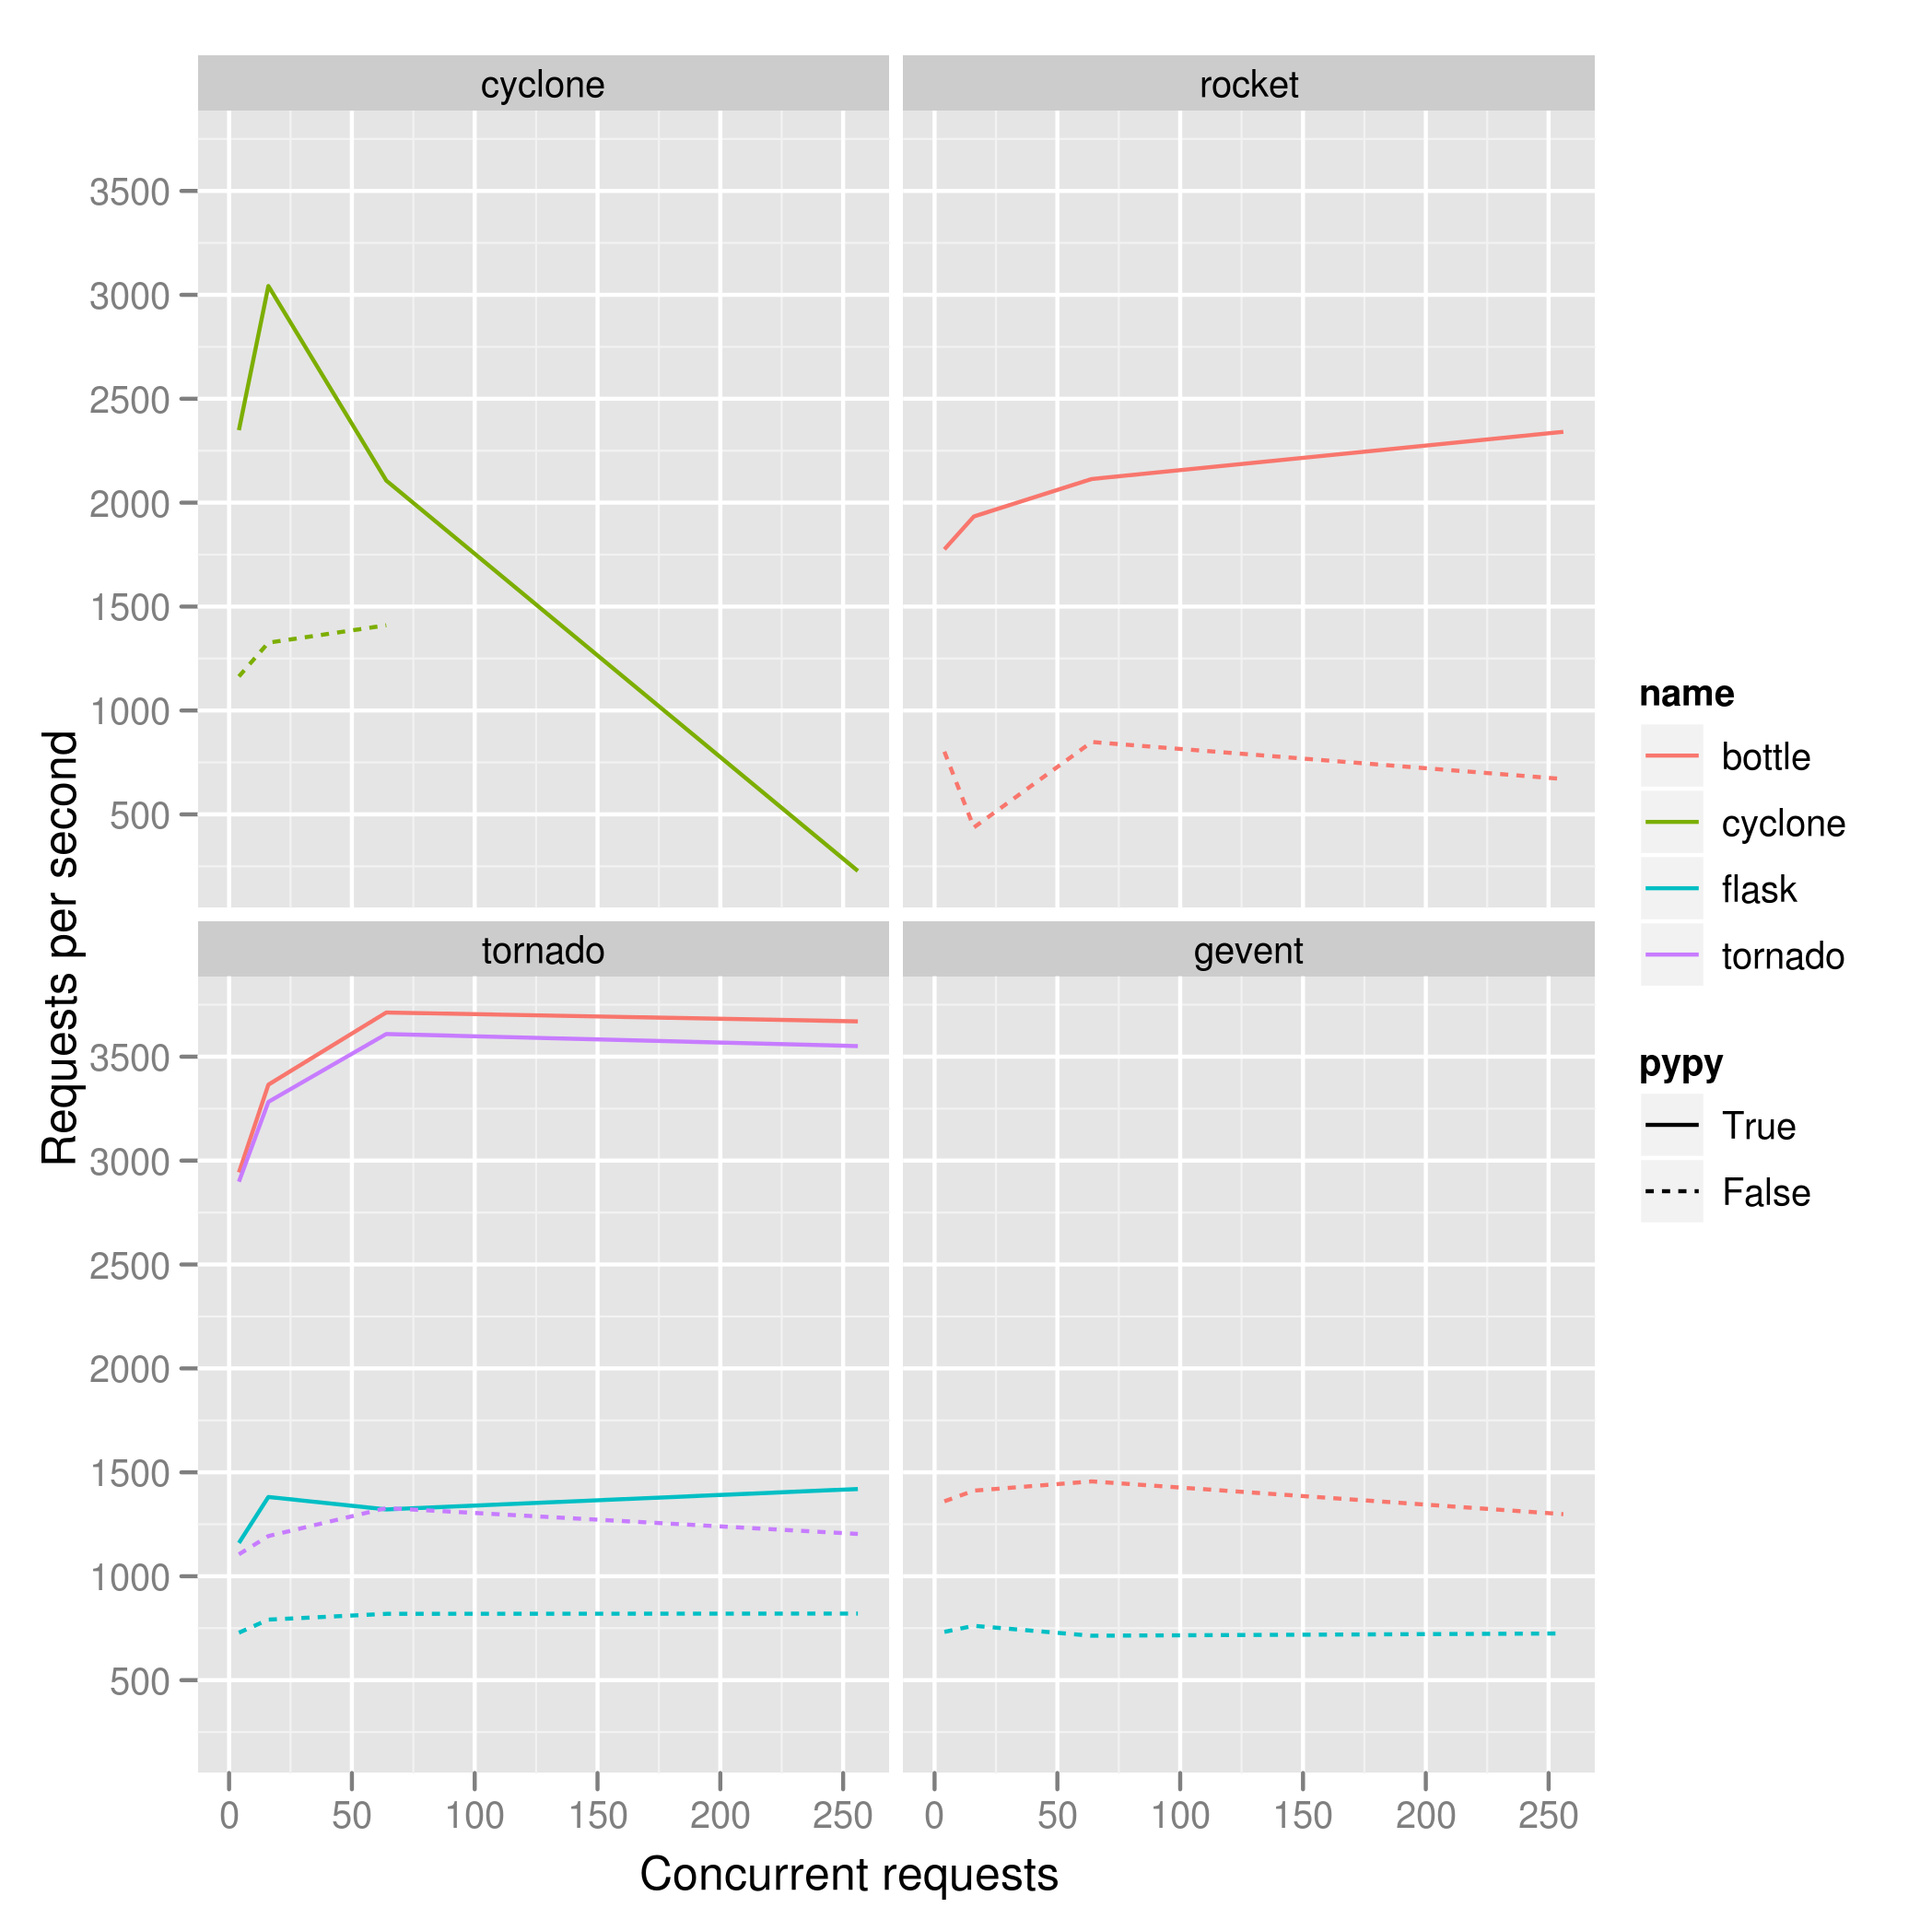 cyclone
rocket
3500
3000
2500
2000
1500
1000
500
tornado
gevent
3500
3000
2500
2000
1500
1000
500
0 50 100 150 200 250
0 50 100 150 200 250
Concurrent requests
Requests per second
name
bottle
cyclone
flask
tornado
pypy
True
False